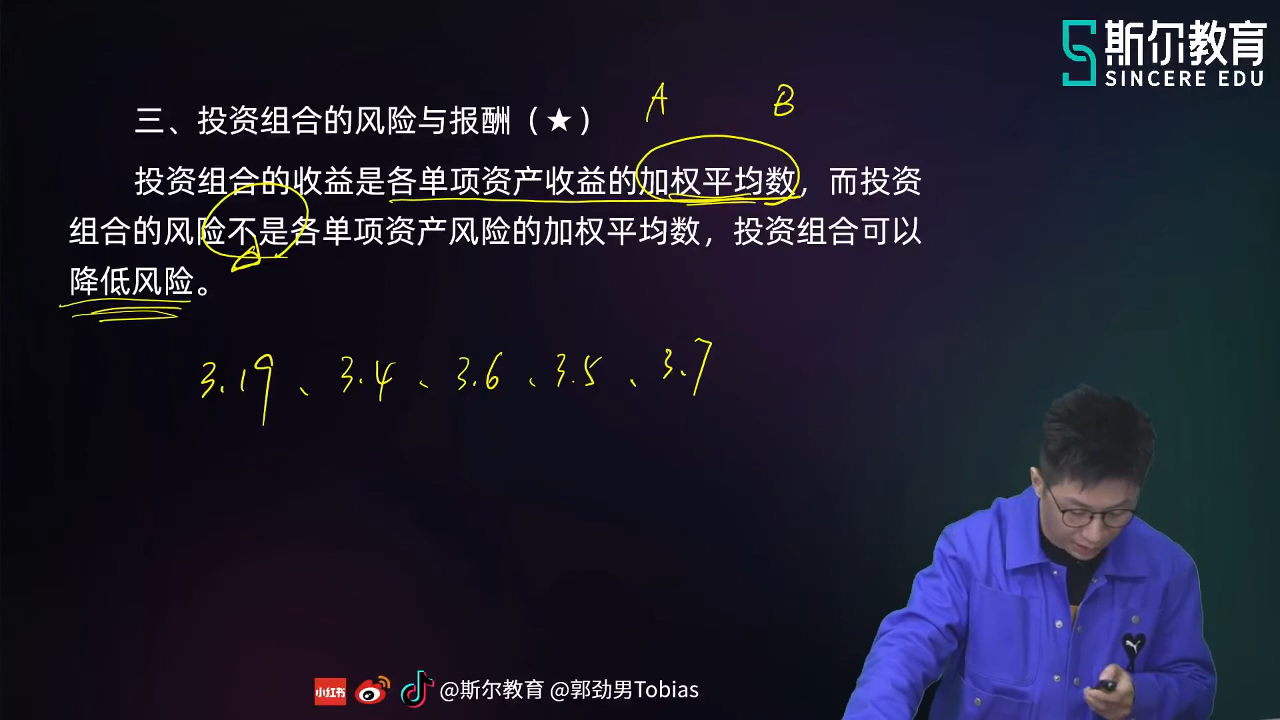 斯尔教育
SINCERE EDU
A B
三、投资组合的风险与报酬（★）
投资组合的收益是各单项资产收益的加权平均数，而投资
组合的风险不是各单项资产风险的加权平均数，投资组合可以
降低风险。
3.19、3.4、3.6、3.5、3.7
小红书 @斯尔教育 @郭劲男Tobias